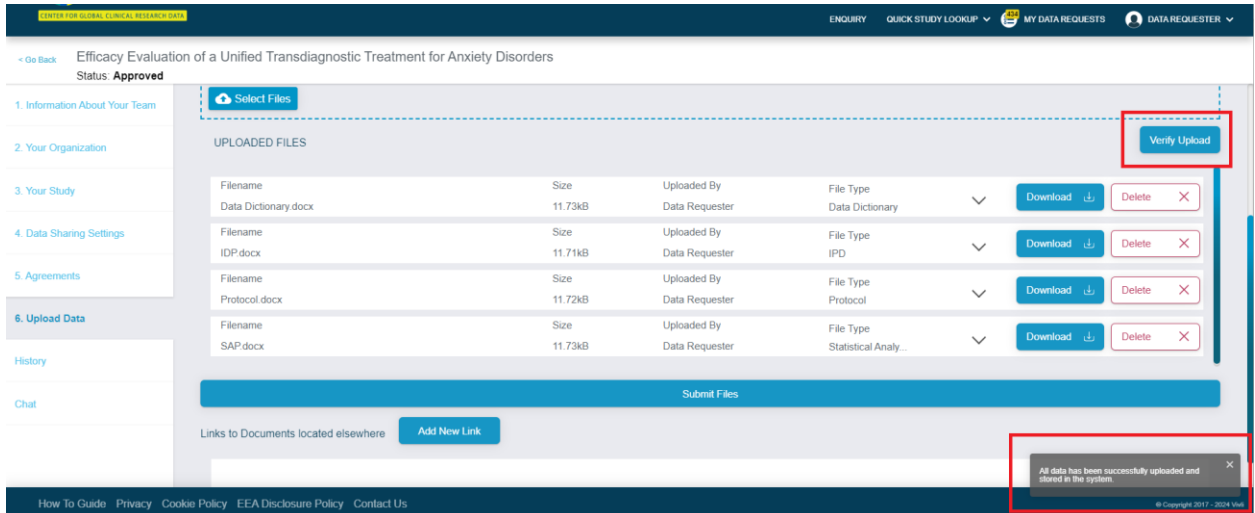 CENTER FOR GLOBAL CLINICAL RESEARCH DATA
ENQUIRY QUICK STUDY LOOKUP 434 MY DATA REQUESTS DATA REQUESTER
< Go Back Efficacy Evaluation of a Unified Transdiagnostic Treatment for Anxiety Disorders
Status: Approved
1. Information About Your Team
2. Your Organization
3. Your Study
4. Data Sharing Settings
5. Agreements
6. Upload Data
History
Chat
Select Files
UPLOADED FILES Verify Upload
Filename Size Uploaded By File Type
Data Dictionary.docx 11.73kB Data Requester Data Dictionary Download Delete
Filename Size Uploaded By File Type
IDP.docx 11.71kB Data Requester IPD Download Delete
Filename Size Uploaded By File Type
Protocol.docx 11.72kB Data Requester Protocol Download Delete
Filename Size Uploaded By File Type
SAP.docx 11.73kB Data Requester Statistical Analy... Download Delete
Submit Files
Links to Documents located elsewhere Add New Link
All data has been successfully uploaded and
stored in the system.
How To Guide Privacy Cookie Policy EEA Disclosure Policy Contact Us © Copyright 2017 - 2024 Vivli